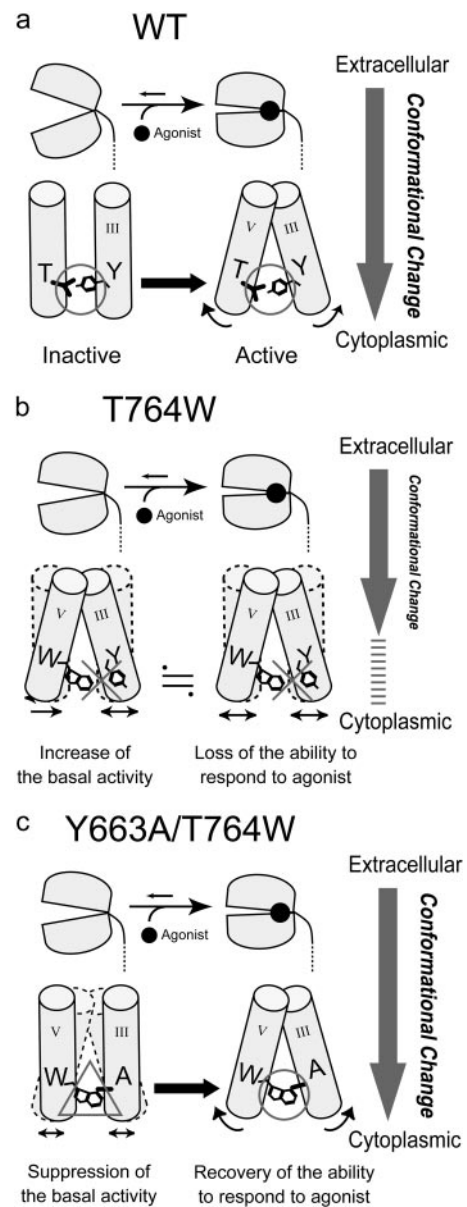 a
WT
Extracellular
Agonist
Conformational Change
III
V
III
T
Y
T
Y
Inactive
Active
Cytoplasmic
b
T764W
Extracellular
Agonist
Conformational Change
V
III
V
III
W
Y
W
Y
≒
Cytoplasmic
Increase of
the basal activity
Loss of the ability to
respond to agonist
c
Y663A/T764W
Extracellular
Agonist
Conformational Change
V
III
V
III
W
A
W
A
Cytoplasmic
Suppression of
the basal activity
Recovery of the ability
to respond to agonist